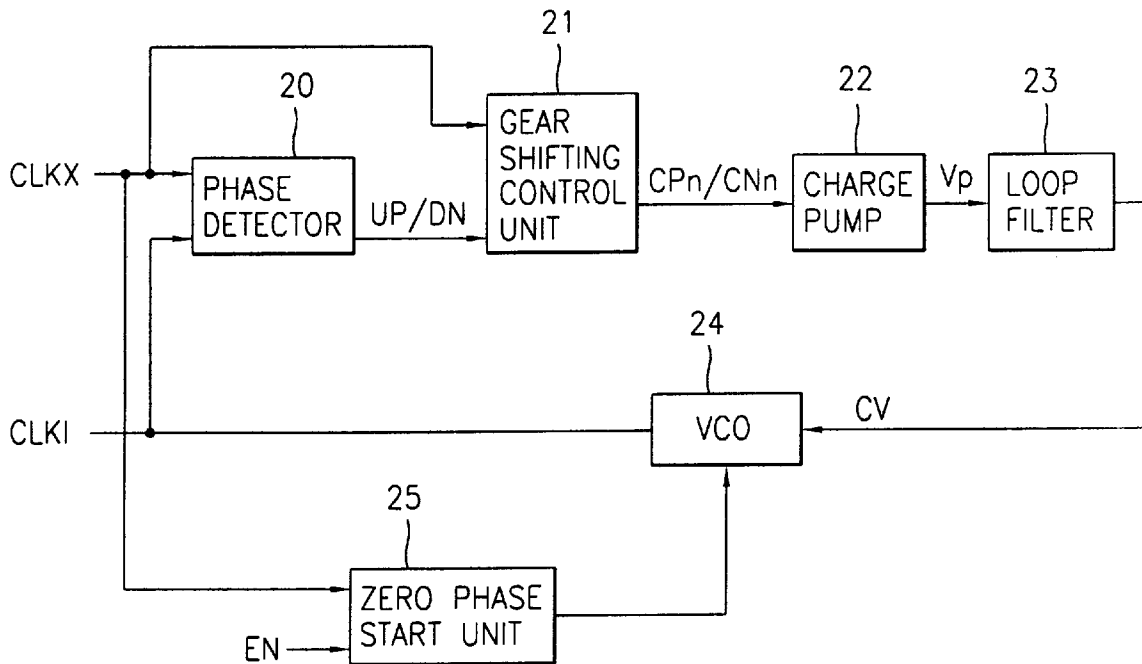 21
20
22
23
CLKX
PHASE
DETECTOR
UP/DN
GEAR
SHIFTING
CONTROL
UNIT
CPn/CNn
CHARGE
PUMP
Vp
LOOP
FILTER
24
CLKI
VCO
CV
25
ZERO PHASE
START UNIT
EN